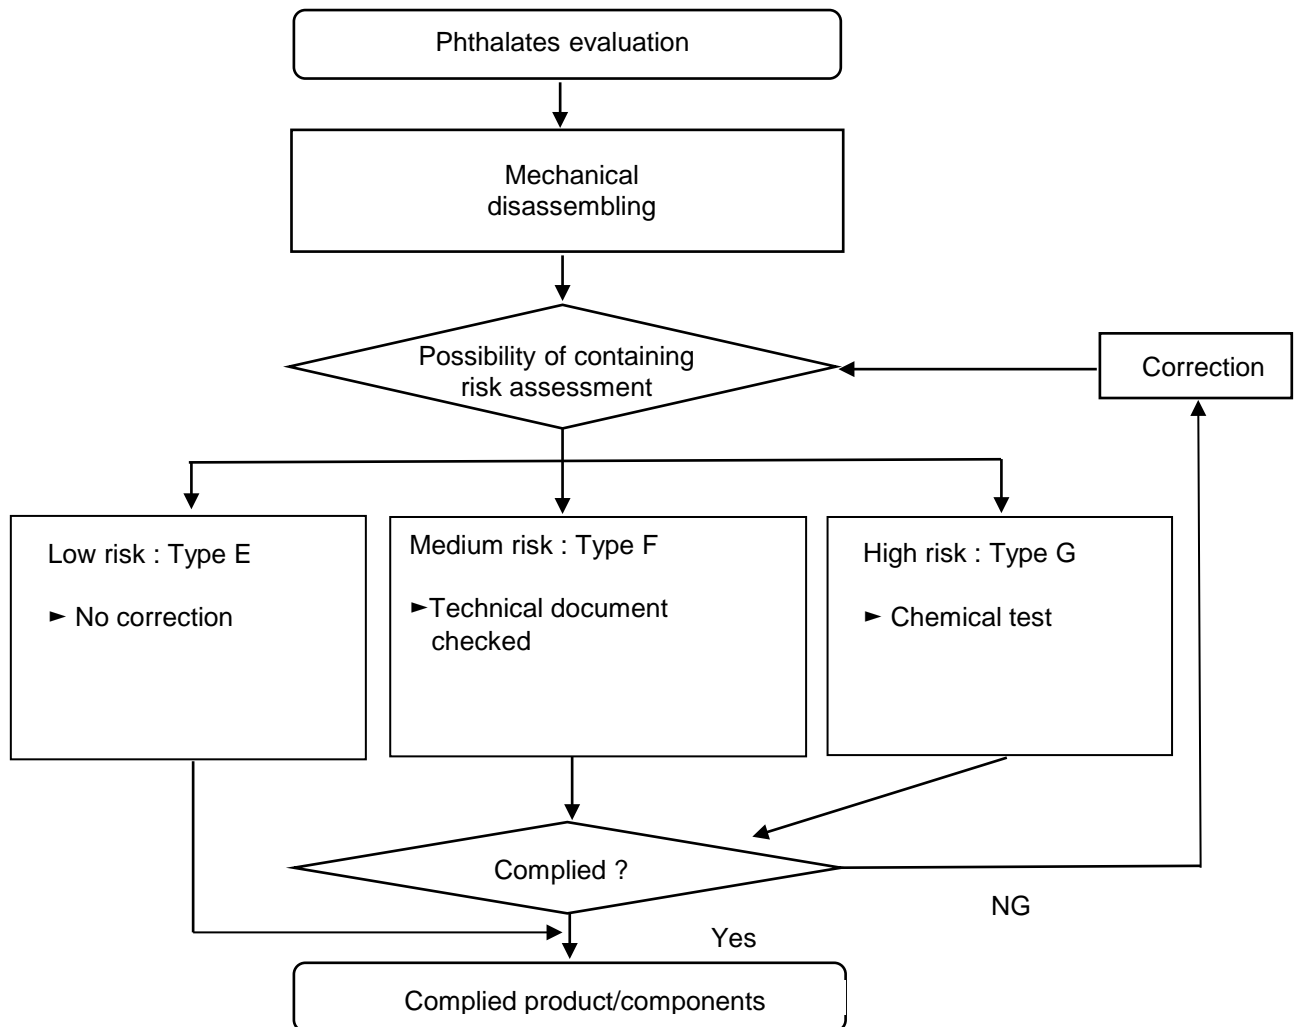 Phthalates evaluation
Mechanical
disassembling
Possibility of containing
risk assessment
Correction
Low risk : Type E
► No correction
Medium risk : Type F
►Technical document
checked
High risk : Type G
► Chemical test
Complied ?
NG
Yes
Complied product/components